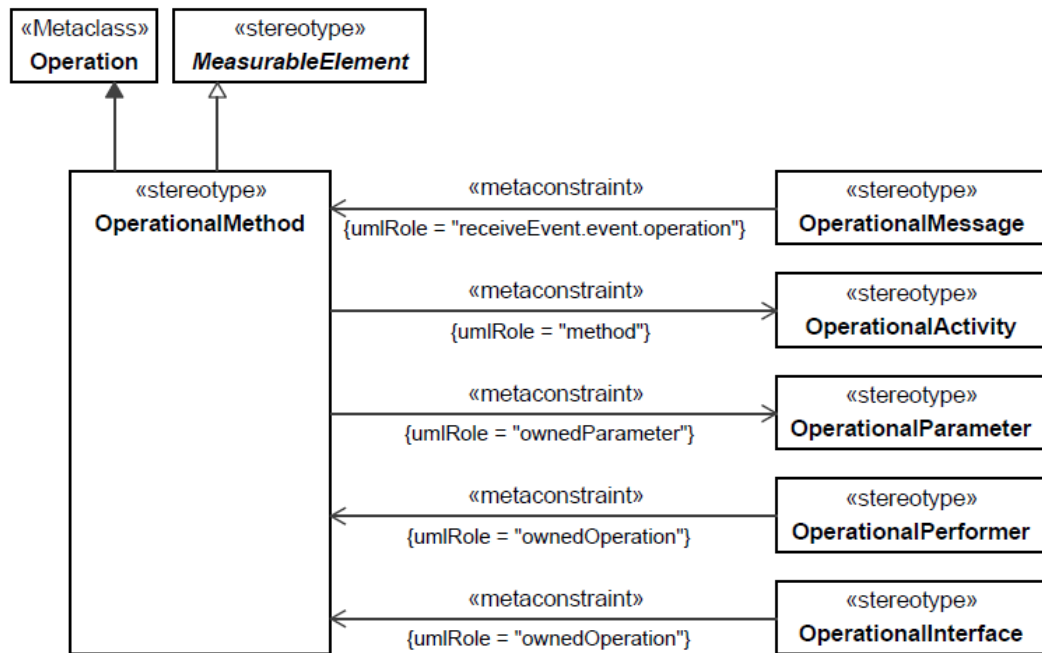 «Metaclass»
Operation
«stereotype»
MeasurableElement
«stereotype»
OperationalMethod
«metaconstraint»
{umlRole = "receiveEvent.event.operation"}
«stereotype»
OperationalMessage
«metaconstraint»
{umlRole = "method"}
«stereotype»
OperationalActivity
«metaconstraint»
{umlRole = "ownedParameter"}
«stereotype»
OperationalParameter
«metaconstraint»
{umlRole = "ownedOperation"}
«stereotype»
OperationalPerformer
«metaconstraint»
{umlRole = "ownedOperation"}
«stereotype»
OperationalInterface